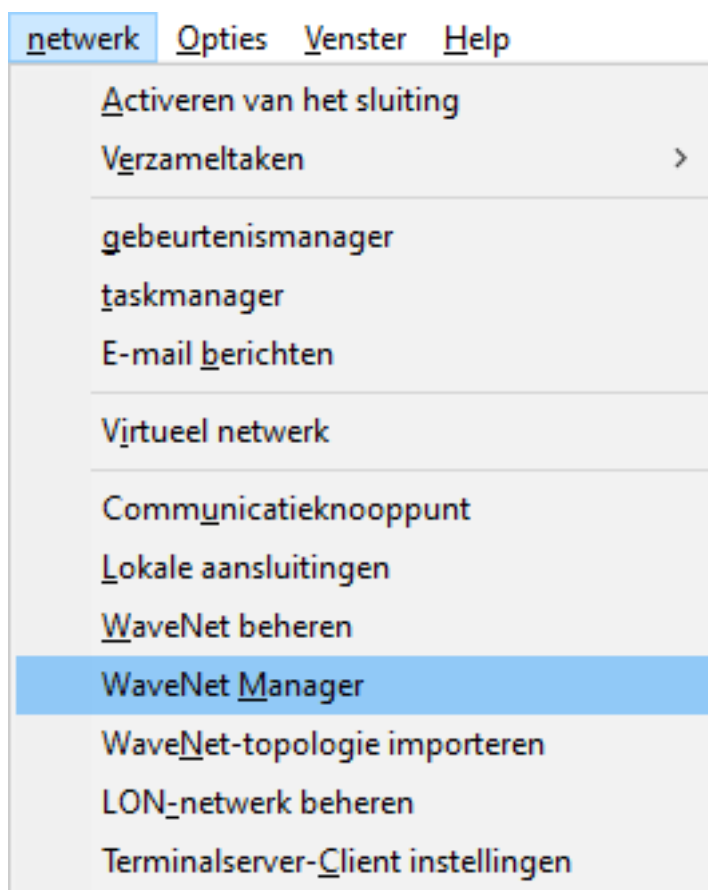 netwerk Opties Venster Help
Activeren van het sluiting
Verzameltaken
gebeurtenismanager
taskmanager
E-mail berichten
Virtueel netwerk
Communicatieknooppunt
Lokale aansluitingen
WaveNet beheren
WaveNet Manager
WaveNet-topologie importeren
LON-netwerk beheren
Terminalserver-Client instellingen